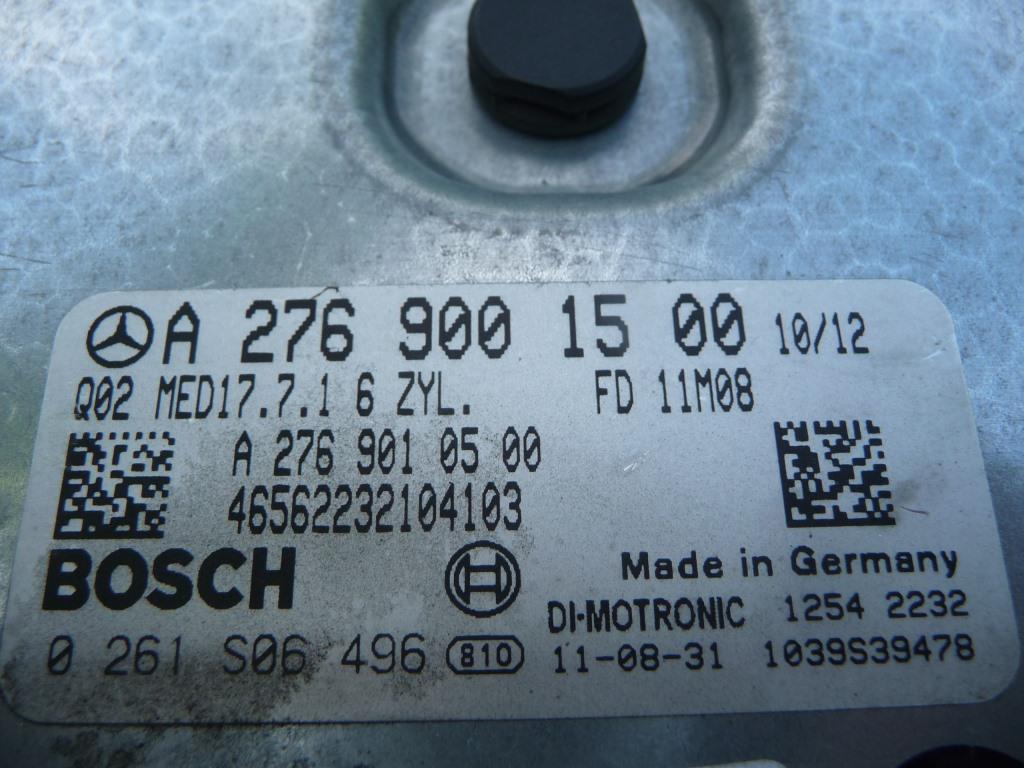 A 276 900 15 00 10/12
Q02 MED17.7.1 6 ZYL. FD 11M08
A 276 901 05 00
46562232104103
BOSCH
Made in Germany
DI-MOTRONIC 1254 2232
0 261 S06 496 810 11-08-31 1039S39478